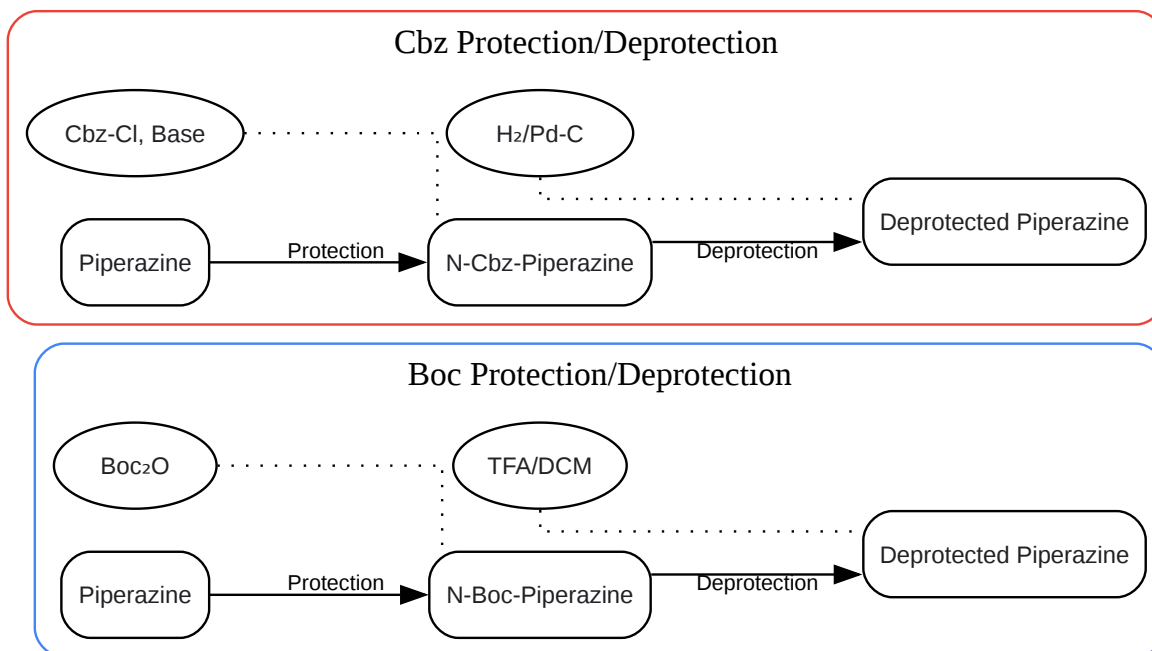 Cbz Protection/Deprotection
Cbz-Cl, Base
H₂/Pd-C
Deprotected Piperazine
Protection
Deprotection
Piperazine
N-Cbz-Piperazine
Boc Protection/Deprotection
Boc₂O
TFA/DCM
Deprotected Piperazine
Protection
Deprotection
Piperazine
N-Boc-Piperazine